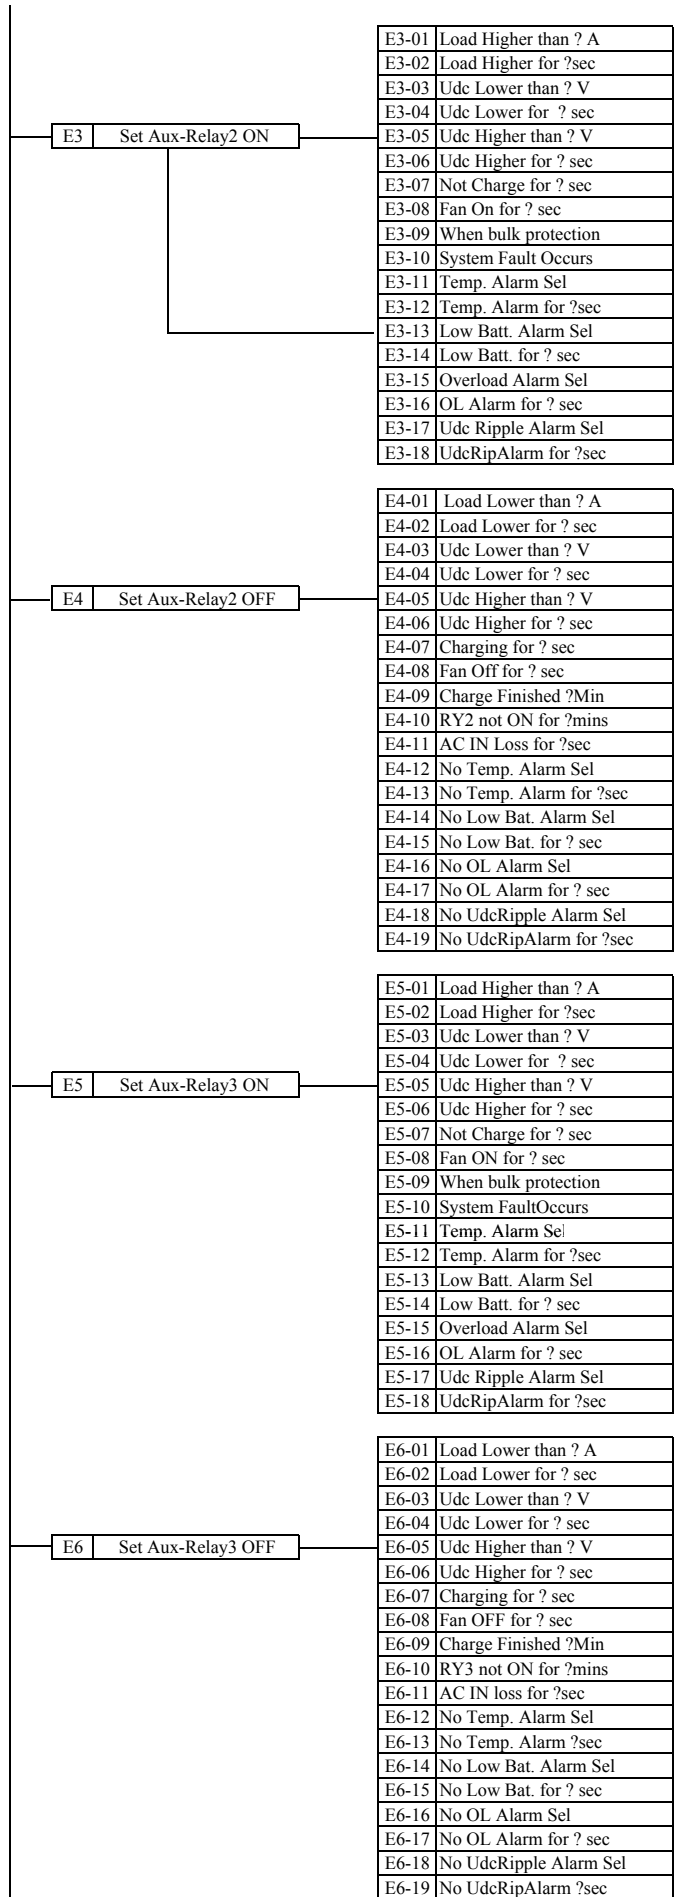 E3-01 Load Higher than ? A
E3-02 Load Higher for ?sec
E3-03 Udc Lower than ? V
E3-04 Udc Lower for ? sec
E3 Set Aux-Relay2 ON
E3-05 Udc Higher than ? V
E3-06 Udc Higher for ? sec
E3-07 Not Charge for ? sec
E3-08 Fan On for ? sec
E3-09 When bulk protection
E3-10 System Fault Occurs
E3-11 Temp. Alarm Sel
E3-12 Temp. Alarm for ?sec
E3-13 Low Batt. Alarm Sel
E3-14 Low Batt. for ? sec
E3-15 Overload Alarm Sel
E3-16 OL Alarm for ? sec
E3-17 Udc Ripple Alarm Sel
E3-18 UdcRipAlarm for ?sec
E4-01 Load Lower than ? A
E4-02 Load Lower for ? sec
E4-03 Udc Lower than ? V
E4-04 Udc Lower for ? sec
E4 Set Aux-Relay2 OFF
E4-05 Udc Higher than ? V
E4-06 Udc Higher for ? sec
E4-07 Charging for ? sec
E4-08 Fan Off for ? sec
E4-09 Charge Finished ?Min
E4-10 RY2 not ON for ?mins
E4-11 AC IN Loss for ?sec
E4-12 No Temp. Alarm Sel
E4-13 No Temp. Alarm for ?sec
E4-14 No Low Bat. Alarm Sel
E4-15 No Low Bat. for ? sec
E4-16 No OL Alarm Sel
E4-17 No OL Alarm for ? sec
E4-18 No UdcRipple Alarm Sel
E4-19 No UdcRipAlarm for ?sec
E5-01 Load Higher than ? A
E5-02 Load Higher for ?sec
E5-03 Udc Lower than ? V
E5-04 Udc Lower for ? sec
E5 Set Aux-Relay3 ON
E5-05 Udc Higher than ? V
E5-06 Udc Higher for ? sec
E5-07 Not Charge for ? sec
E5-08 Fan ON for ? sec
E5-09 When bulk protection
E5-10 System FaultOccurs
E5-11 Temp. Alarm Sel
E5-12 Temp. Alarm for ?sec
E5-13 Low Batt. Alarm Sel
E5-14 Low Batt. for ? sec
E5-15 Overload Alarm Sel
E5-16 OL Alarm for ? sec
E5-17 Udc Ripple Alarm Sel
E5-18 UdcRipAlarm for ?sec
E6-01 Load Lower than ? A
E6-02 Load Lower for ? sec
E6-03 Udc Lower than ? V
E6-04 Udc Lower for ? sec
E6 Set Aux-Relay3 OFF
E6-05 Udc Higher than ? V
E6-06 Udc Higher for ? sec
E6-07 Charging for ? sec
E6-08 Fan OFF for ? sec
E6-09 Charge Finished ?Min
E6-10 RY3 not ON for ?mins
E6-11 AC IN loss for ?sec
E6-12 No Temp. Alarm Sel
E6-13 No Temp. Alarm ?sec
E6-14 No Low Bat. Alarm Sel
E6-15 No Low Bat. for ? sec
E6-16 No OL Alarm Sel
E6-17 No OL Alarm for ? sec
E6-18 No UdcRipple Alarm Sel
E6-19 No UdcRipAlarm ?sec